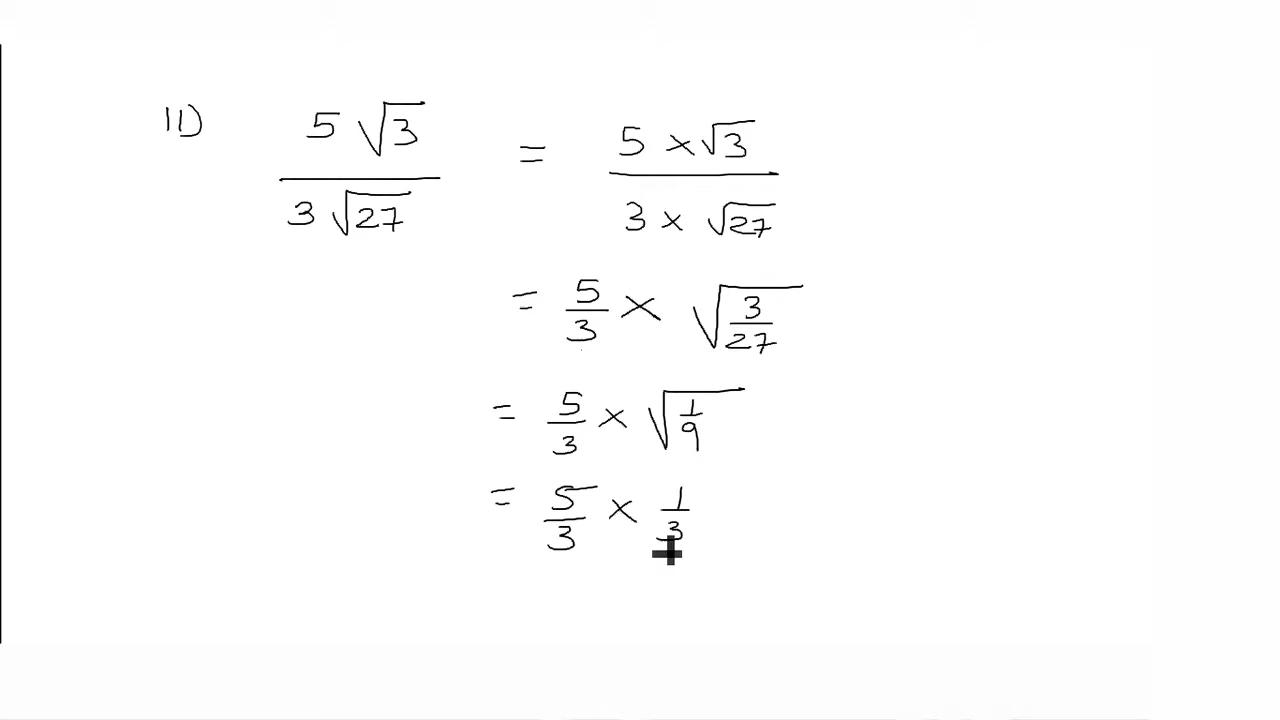 11) 5√3 / 3√27 = 5 × √3 / 3 × √27
= 5/3 × √(3/27)
= 5/3 × √(1/9)
= 5/3 × 1/3